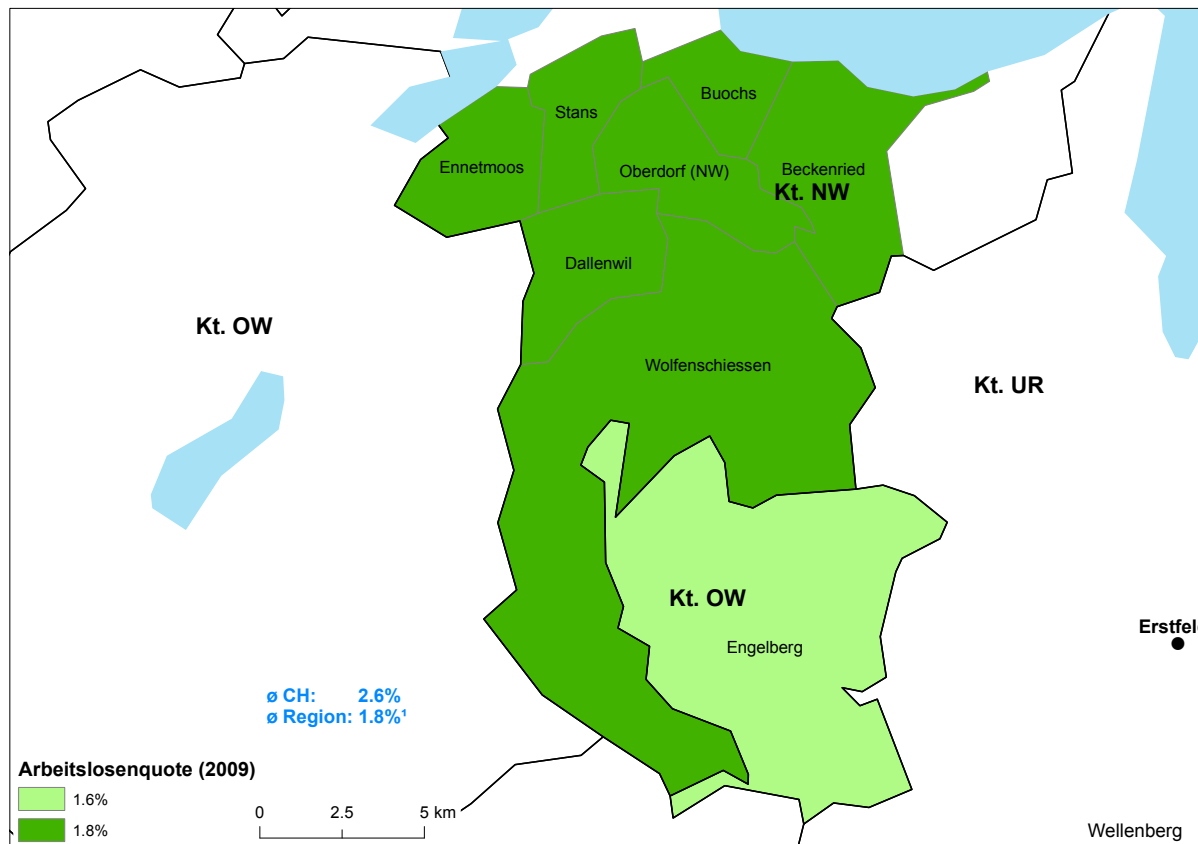 Buochs
Stans
Ennetmoos
Oberdorf (NW)
Beckenried
Kt. NW
Dallenwil
Kt. OW
Wolfenschiessen
Kt. UR
Kt. OW
Erstfel
Engelberg
ø CH: 2.6%
ø Region: 1.8%¹
Arbeitslosenquote (2009)
1.6%
1.8%
0 2.5 5 km
Wellenberg